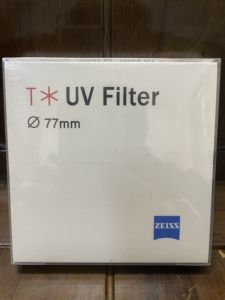 T* UV Filter
Ø 77mm
ZEISS